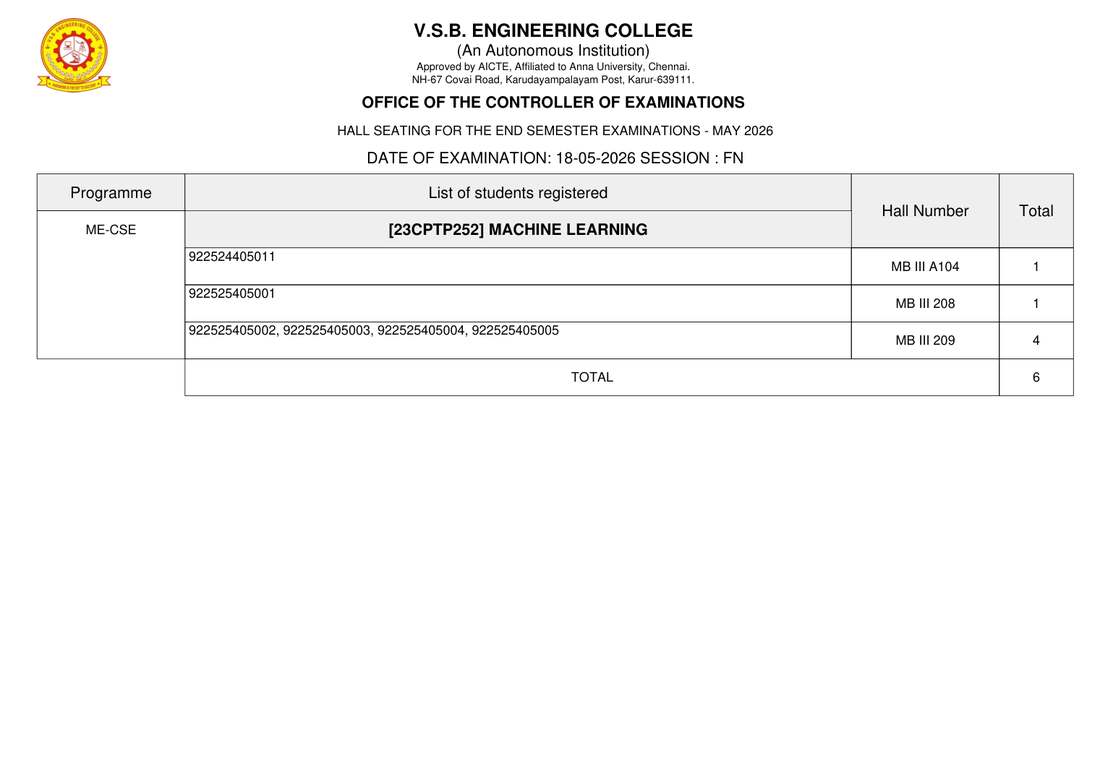 V.S.B. ENGINEERING COLLEGE
(An Autonomous Institution)
Approved by AICTE, Affiliated to Anna University, Chennai.
NH-67 Covai Road, Karudayampalayam Post, Karur-639111.
OFFICE OF THE CONTROLLER OF EXAMINATIONS
HALL SEATING FOR THE END SEMESTER EXAMINATIONS - MAY 2026
DATE OF EXAMINATION: 18-05-2026 SESSION : FN
Programme List of students registered Hall Number Total
ME-CSE [23CPTP252] MACHINE LEARNING
922524405011 MB III A104 1
922525405001 MB III 208 1
922525405002, 922525405003, 922525405004, 922525405005 MB III 209 4
TOTAL 6